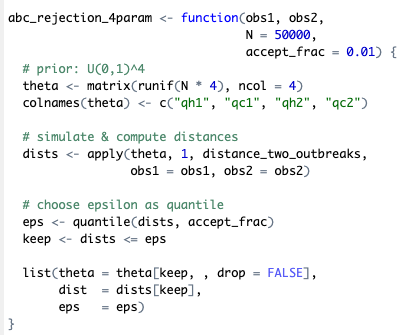 abc_rejection_4param <- function(obs1, obs2,
                                 N = 50000,
                                 accept_frac = 0.01) {
  # prior: U(0,1)^4
  theta <- matrix(runif(N * 4), ncol = 4)
  colnames(theta) <- c("qh1", "qc1", "qh2", "qc2")

  # simulate & compute distances
  dists <- apply(theta, 1, distance_two_outbreaks,
                 obs1 = obs1, obs2 = obs2)

  # choose epsilon as quantile
  eps <- quantile(dists, accept_frac)
  keep <- dists <= eps

  list(theta = theta[keep, , drop = FALSE],
       dist  = dists[keep],
       eps   = eps)
}